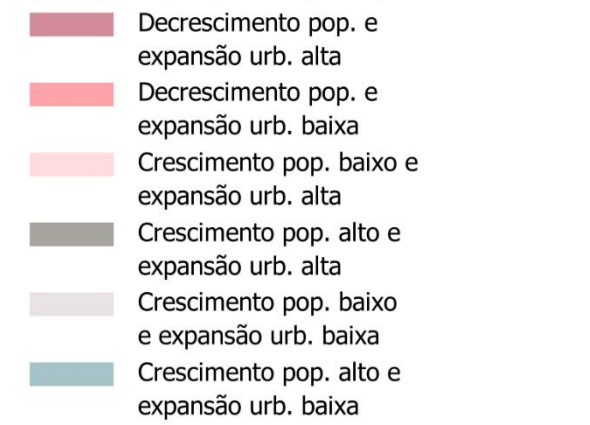 Decrescimento pop. e
expansão urb. alta
Decrescimento pop. e
expansão urb. baixa
Crescimento pop. baixo e
expansão urb. alta
Crescimento pop. alto e
expansão urb. alta
Crescimento pop. baixo
e expansão urb. baixa
Crescimento pop. alto e
expansão urb. baixa